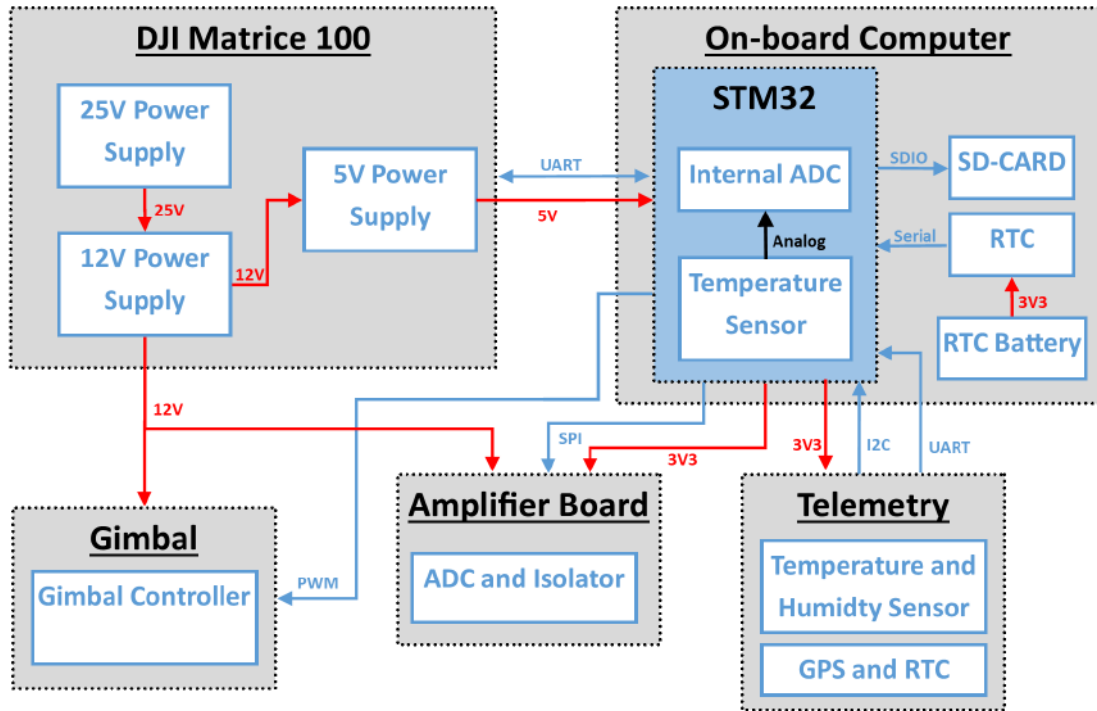 DJI Matrice 100
25V Power
Supply
25V
12V Power
Supply
12V
5V Power
Supply
UART
5V
On-board Computer
STM32
Internal ADC
Analog
Temperature
Sensor
SDIO
SD-CARD
Serial
RTC
3V3
RTC Battery
12V
SPI
3V3
3V3
I2C
UART
Gimbal
Gimbal Controller
PWM
Amplifier Board
ADC and Isolator
Telemetry
Temperature and
Humidty Sensor
GPS and RTC